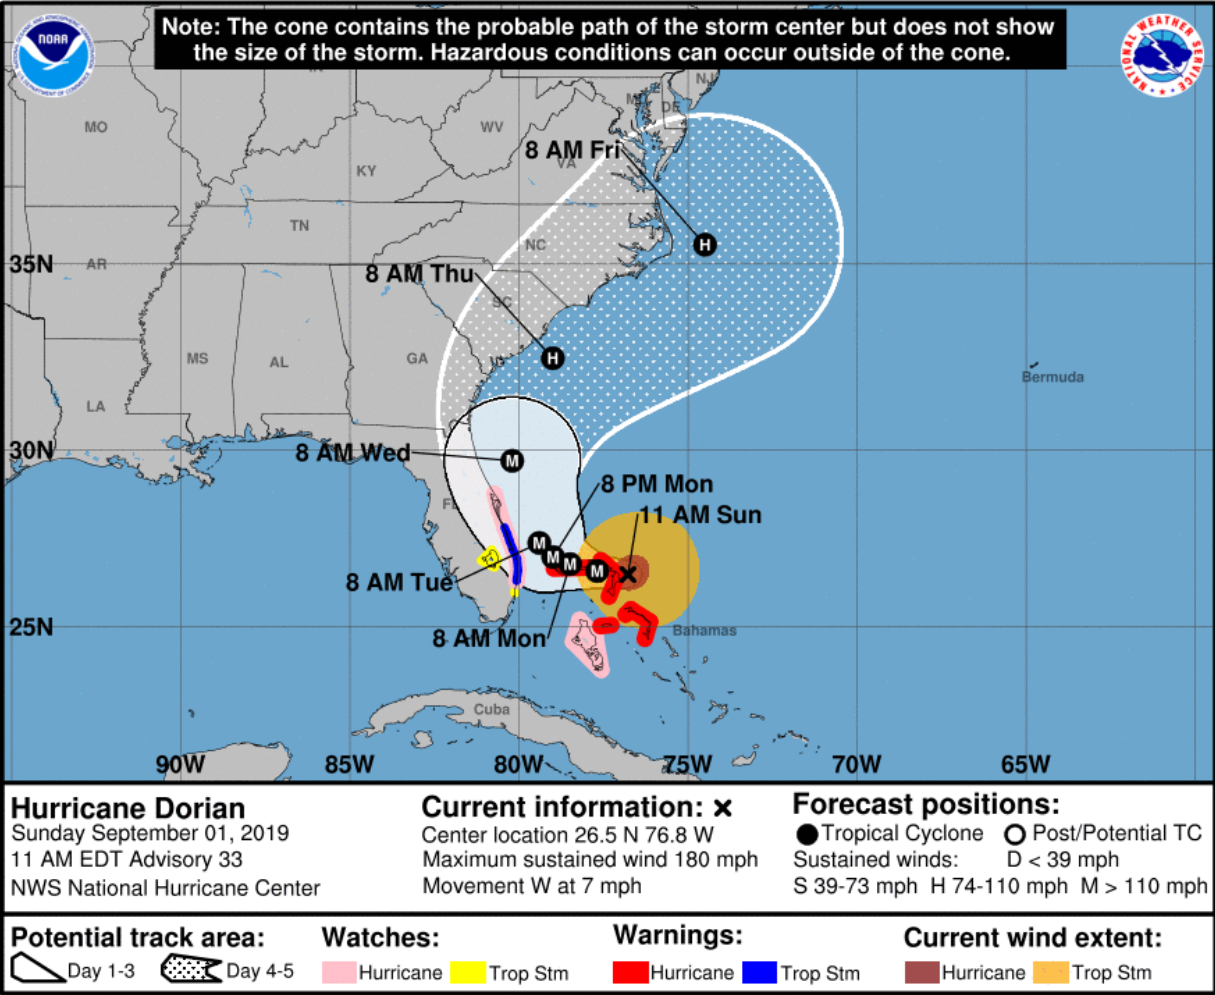 Note: The cone contains the probable path of the storm center but does not show
the size of the storm. Hazardous conditions can occur outside of the cone.
NOAA
NATIONAL WEATHER SERVICE
NJ
DE
MO
WV
8 AM Fri
VA
KY
TN
NC
35N
AR
8 AM Thu
SC
MS
AL
GA
Bermuda
LA
30N
8 AM Wed
8 PM Mon
11 AM Sun
8 AM Tue
25N
8 AM Mon
Bahamas
Cuba
90W
85W
80W
75W
70W
65W
H
H
M
M
M
M
M
Hurricane Dorian
Sunday September 01, 2019
11 AM EDT Advisory 33
NWS National Hurricane Center
Current information: x
Center location 26.5 N 76.8 W
Maximum sustained wind 180 mph
Movement W at 7 mph
Forecast positions:
Tropical Cyclone Post/Potential TC
Sustained winds: D < 39 mph
S 39-73 mph H 74-110 mph M > 110 mph
Potential track area:
Day 1-3 Day 4-5
Watches:
Hurricane Trop Stm
Warnings:
Hurricane Trop Stm
Current wind extent:
Hurricane Trop Stm